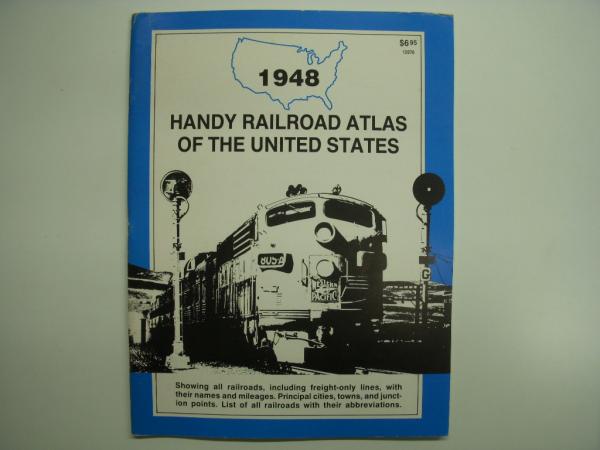 $6.95
1948
HANDY RAILROAD ATLAS
OF THE UNITED STATES
805-A
WESTERN
PACIFIC
G
Showing all railroads, including freight-only lines, with
their names and mileages. Principal cities, towns, and junct-
ion points. List of all railroads with their abbreviations.